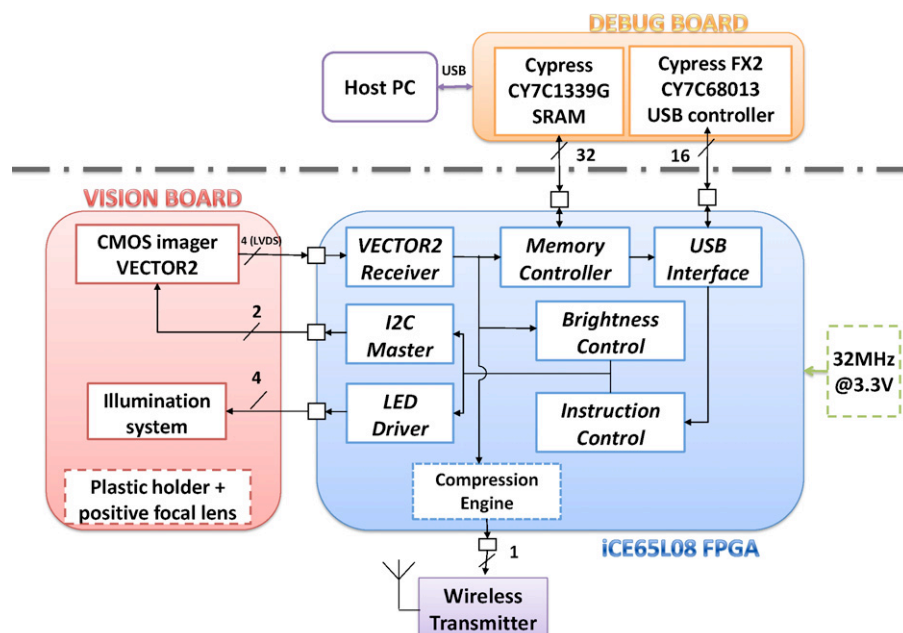 DEBUG BOARD
Host PC
USB
Cypress
CY7C1339G
SRAM
Cypress FX2
CY7C68013
USB controller
32
16
VISION BOARD
CMOS imager
VECTOR2
4 (LVDS)
VECTOR2
Receiver
Memory
Controller
USB
Interface
2
I2C
Master
Brightness
Control
32MHz
@3.3V
4
Illumination
system
LED
Driver
Instruction
Control
Plastic holder +
positive focal lens
Compression
Engine
iCE65L08 FPGA
1
Wireless
Transmitter